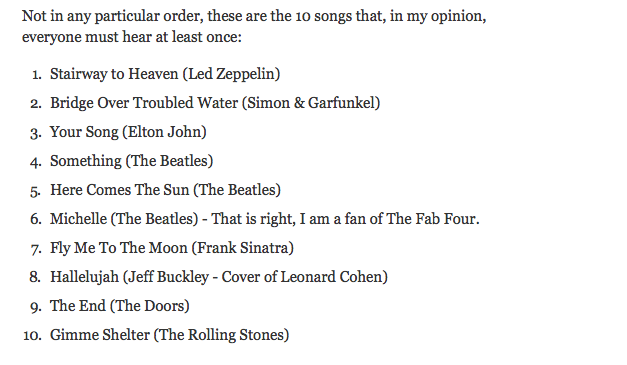 Not in any particular order, these are the 10 songs that, in my opinion,
everyone must hear at least once:
1. Stairway to Heaven (Led Zeppelin)
2. Bridge Over Troubled Water (Simon & Garfunkel)
3. Your Song (Elton John)
4. Something (The Beatles)
5. Here Comes The Sun (The Beatles)
6. Michelle (The Beatles) - That is right, I am a fan of The Fab Four.
7. Fly Me To The Moon (Frank Sinatra)
8. Hallelujah (Jeff Buckley - Cover of Leonard Cohen)
9. The End (The Doors)
10. Gimme Shelter (The Rolling Stones)